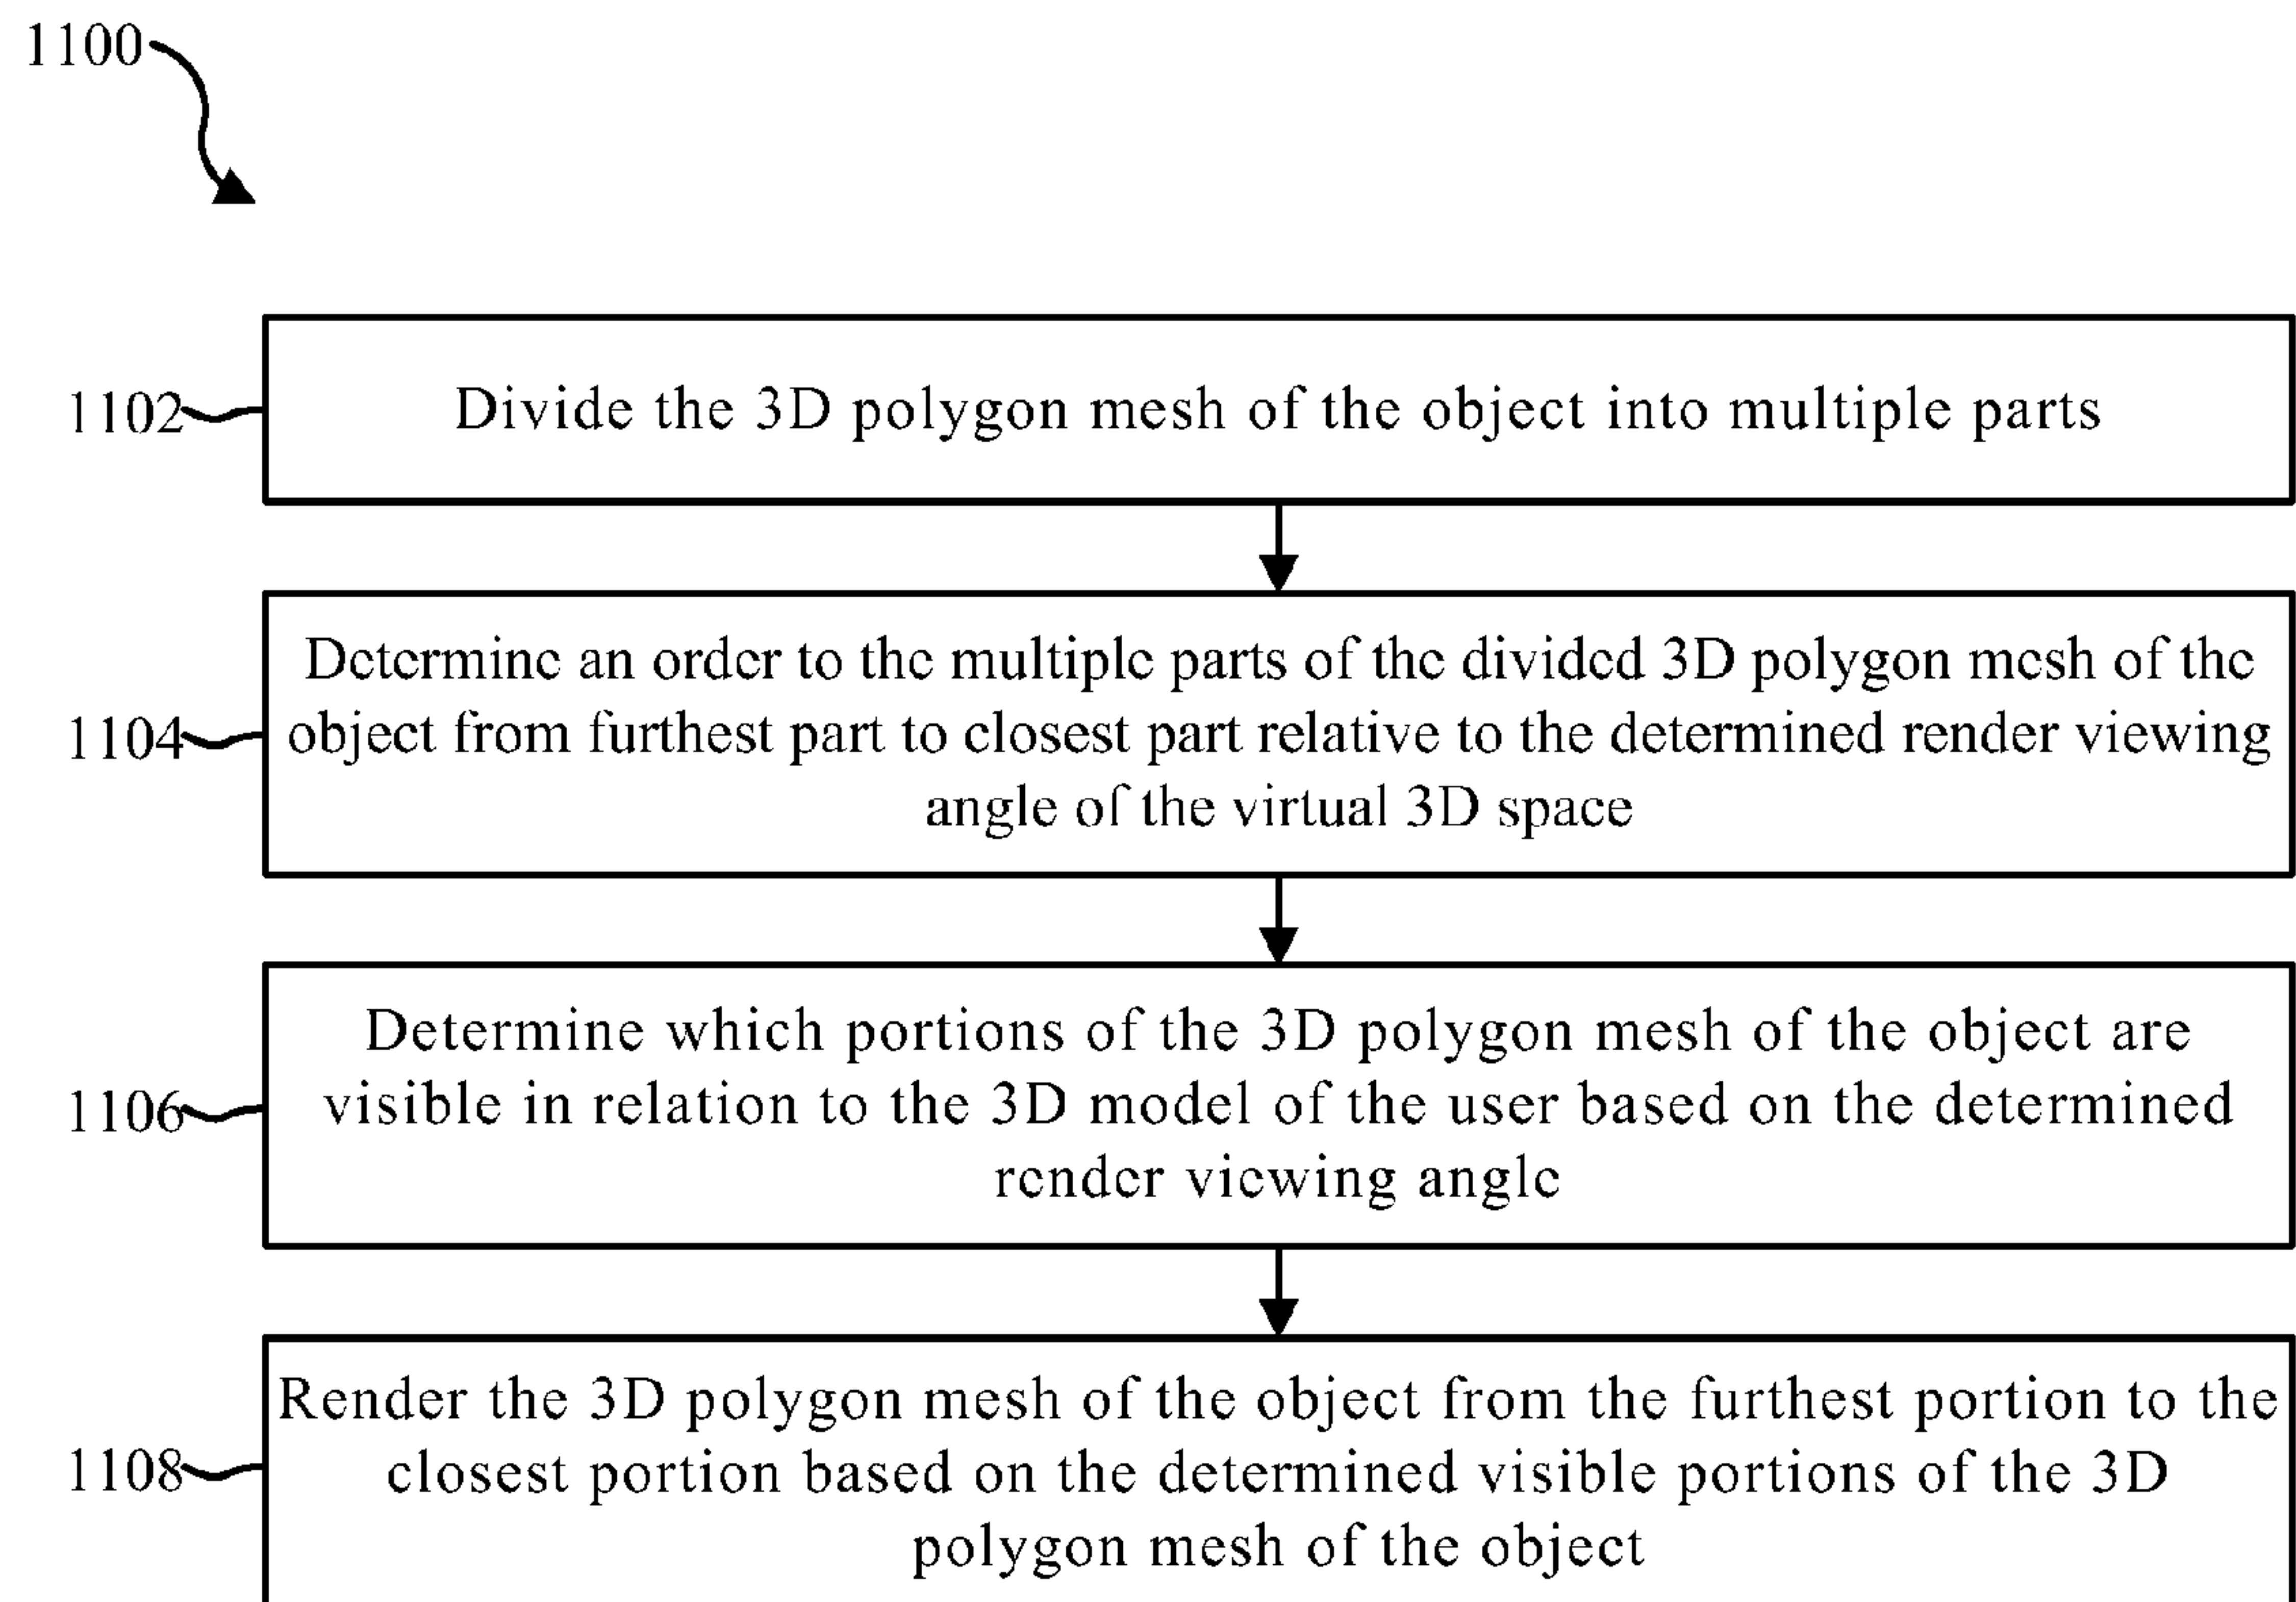 1100
Divide the 3D polygon mesh of the object into multiple parts
1102
Determine an order to the multiple parts of the divided 3D polygon mesh of the
1104
object from furthest part to closest part relative to the determined render viewing
angle of the virtual 3D space
Determine which portions of the 3D polygon mesh of the object are
1106
visible in relation to the 3D model of the user based on the determined
render viewing angle
Render the 3D polygon mesh of the object from the furthest portion to the
1108
closest portion based on the determined visible portions of the 3D
polygon mesh of the object